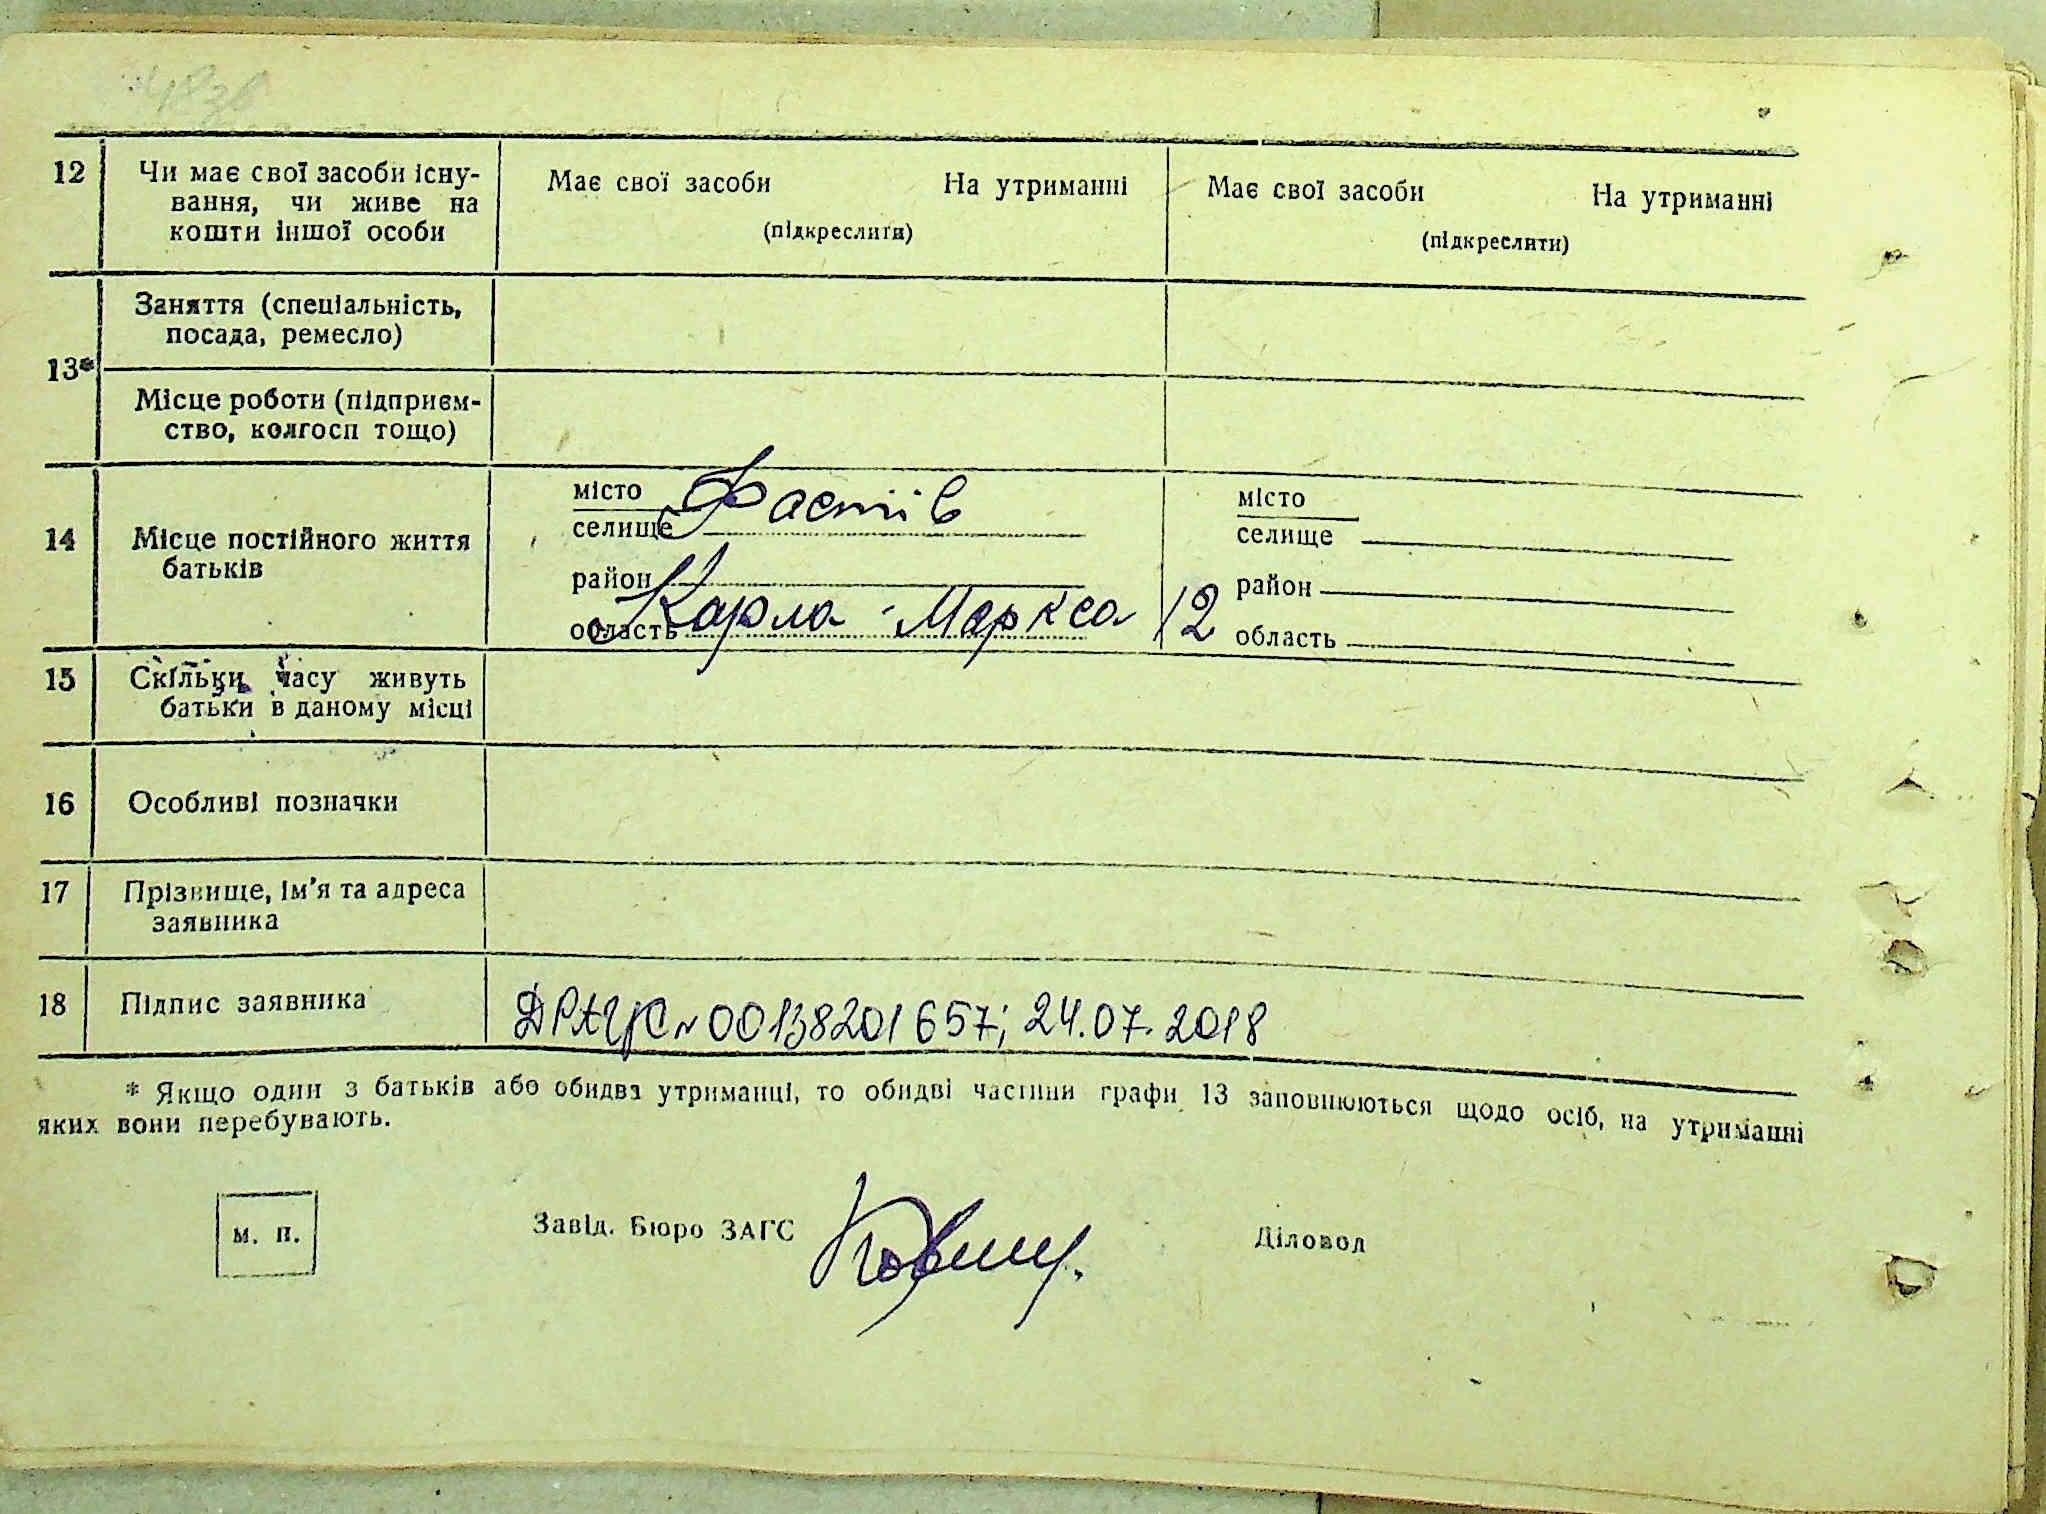 483в
12 Чи має свої засоби існу-
вання, чи живе на
кошти іншої особи
Має свої засоби На утриманні
(підкреслити)
Має свої засоби На утриманні
(підкреслити)
13*
Заняття (спеціальність,
посада, ремесло)
Місце роботи (підприєм-
ство, колгосп тощо)
14 Місце постійного життя
батьків
місто
селище Фастів
район
область Карла-Маркса 12
місто
селище
район
область
15 Скільки часу живуть
батьки в даному місці
16 Особливі позначки
17 Прізвище, ім'я та адреса
заявника
18 Підпис заявника
ДРАЦС № 00138201657; 24.07.2018
* Якщо один з батьків або обидва утриманці, то обидві частини графи 13 заповнюються щодо осіб, на утриманні
яких вони перебувають.
м. п.
Завід. Бюро ЗАГС
Діловод